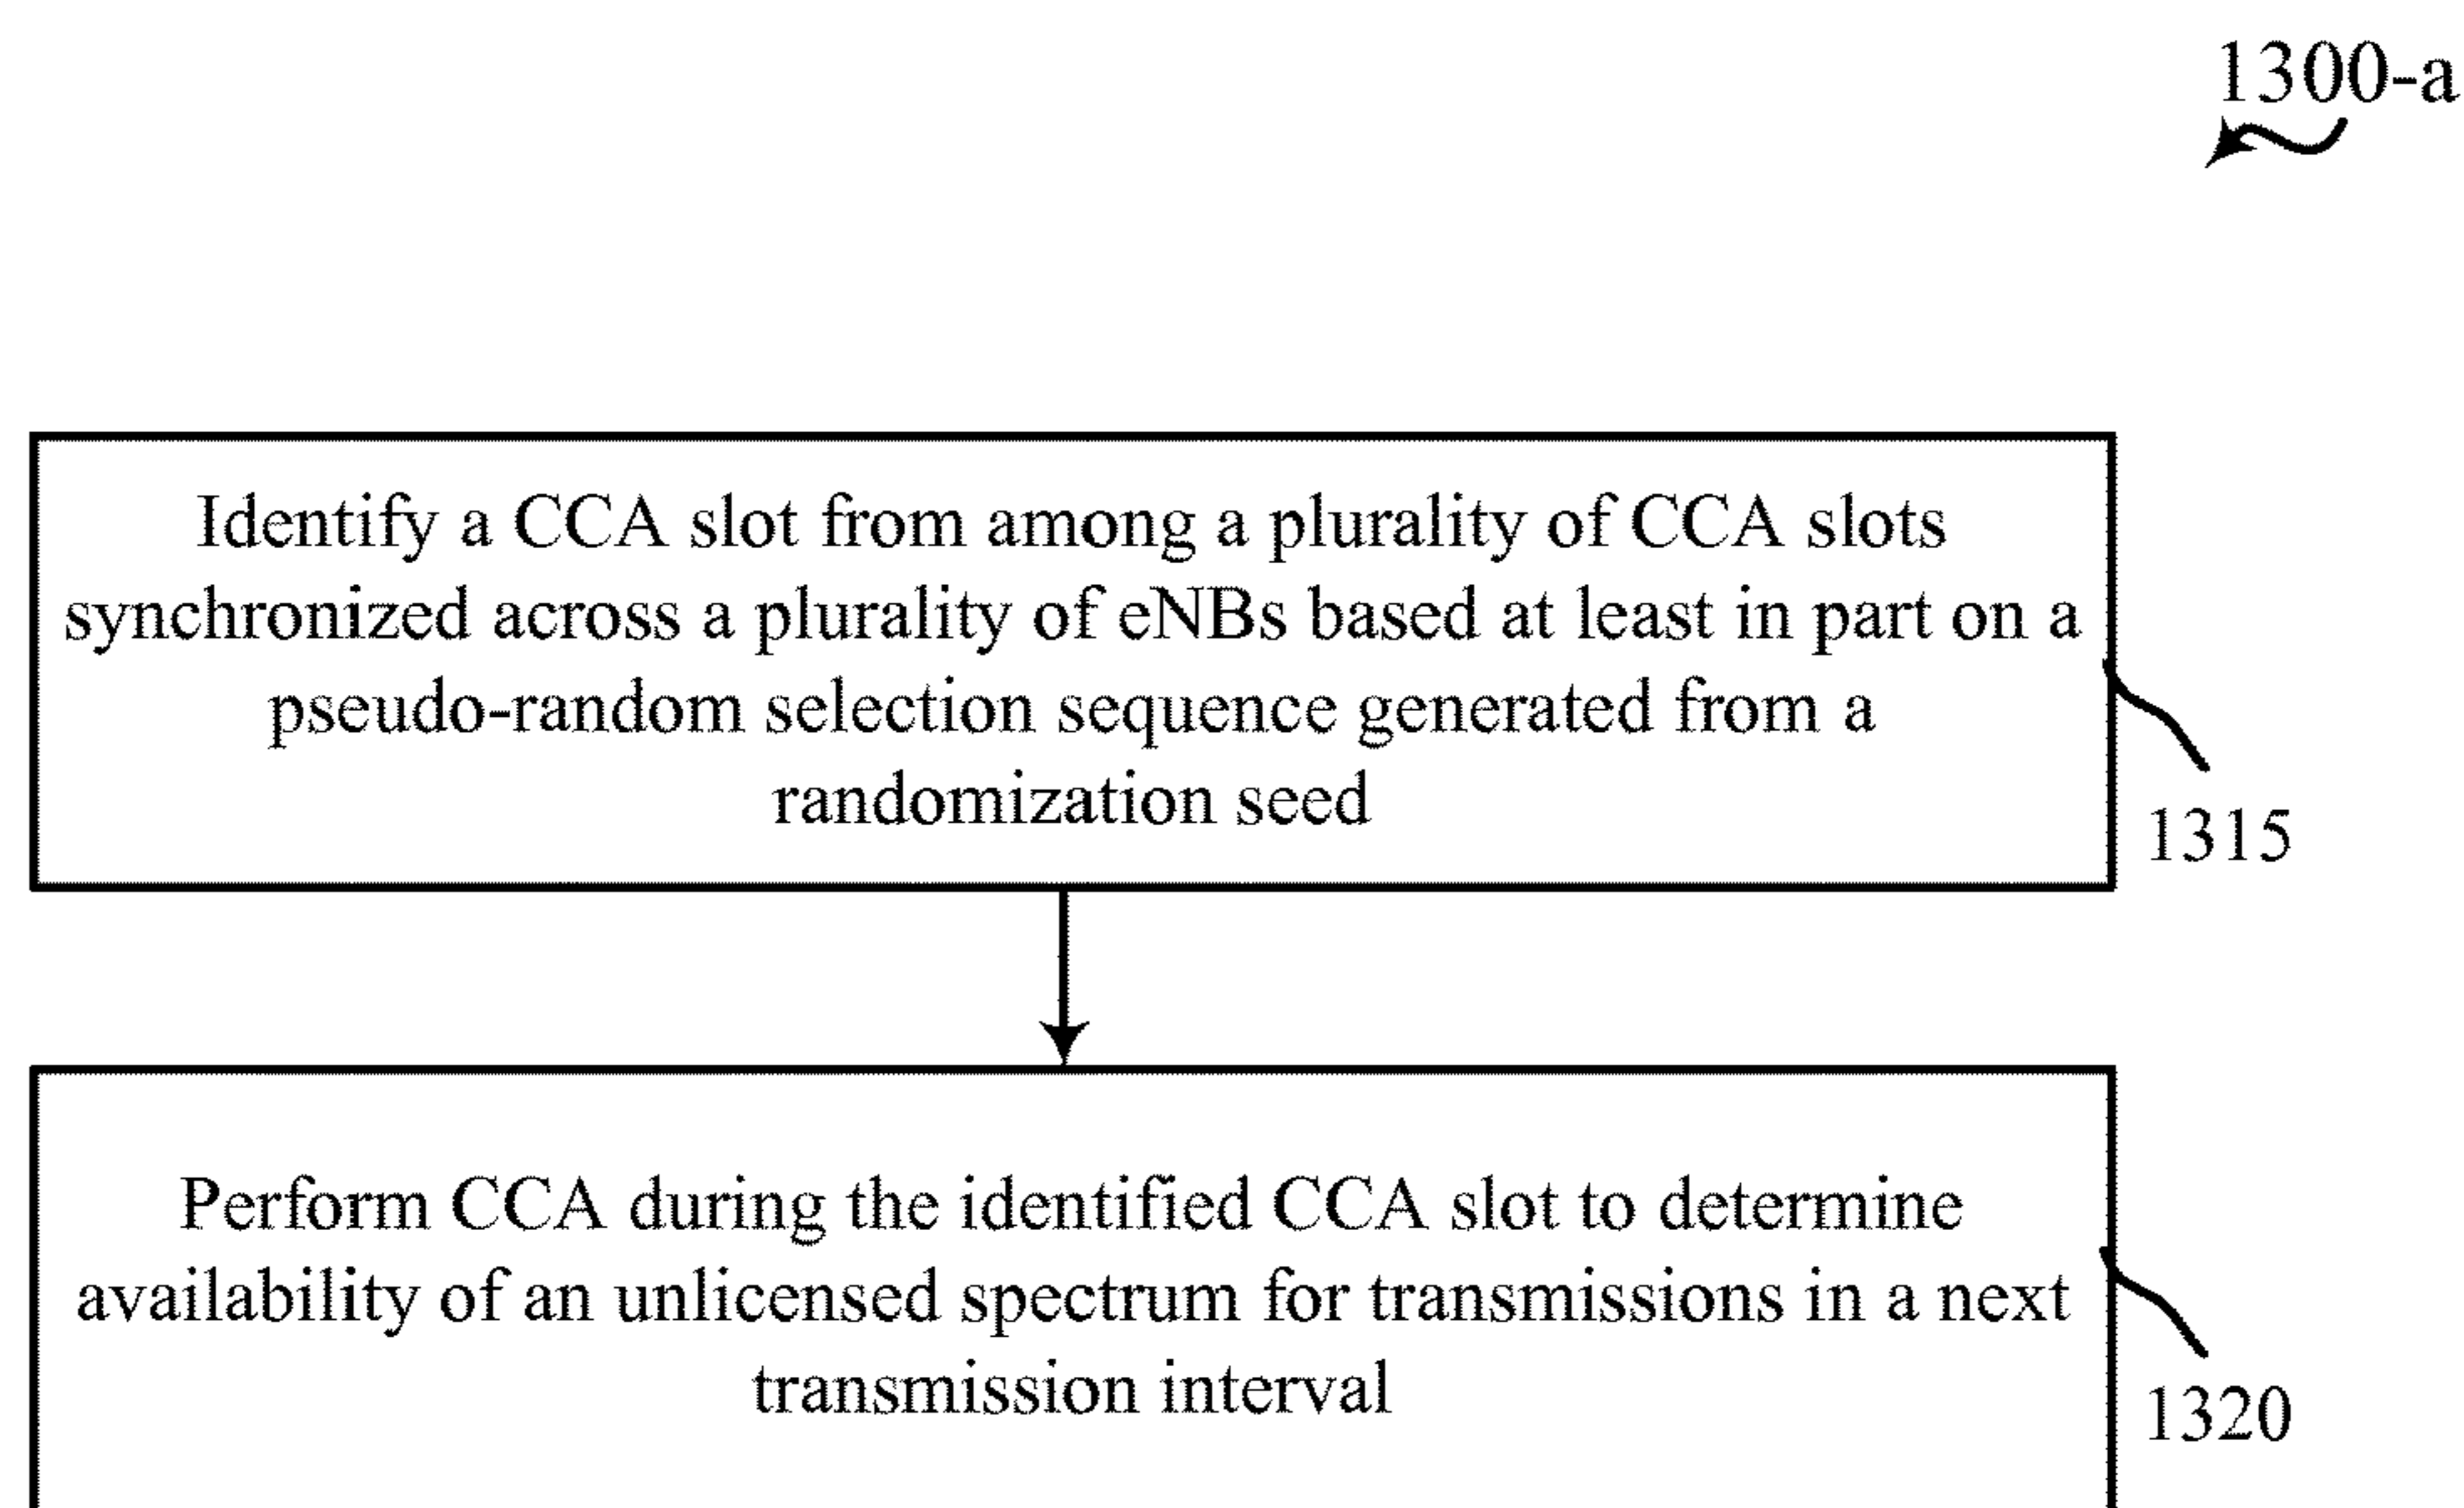 1300-a
Identify a CCA slot from among a plurality of CCA slots
synchronized across a plurality of eNBs based at least in part on a
pseudo-random selection sequence generated from a
randomization seed
1315
Perform CCA during the identified CCA slot to determine
availability of an unlicensed spectrum for transmissions in a next
transmission interval
1320